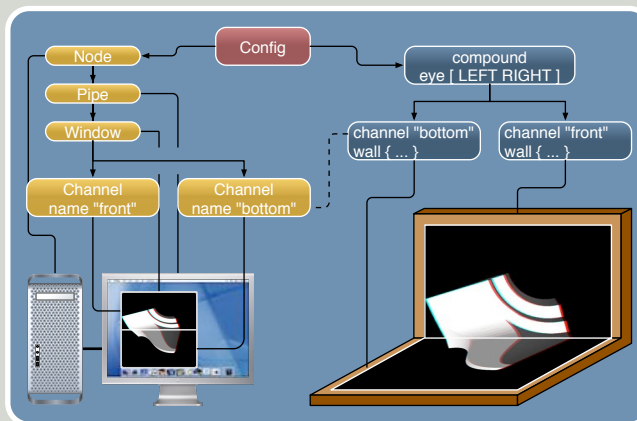 Config
Node
Pipe
Window
Channel
name "front"
Channel
name "bottom"
compound
eye [ LEFT RIGHT ]
channel "bottom"
wall { ... }
channel "front"
wall { ... }